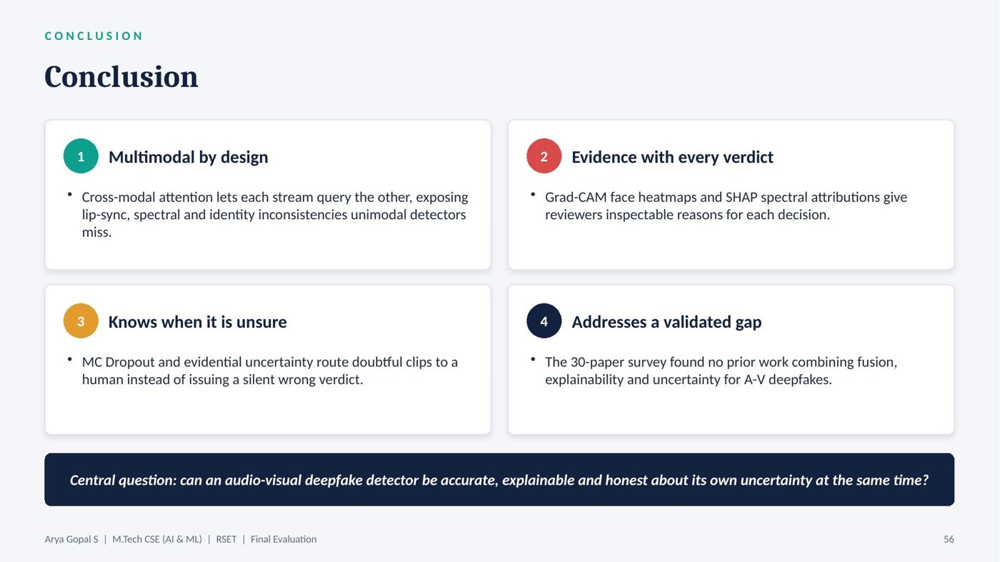 CONCLUSION
Conclusion
1 Multimodal by design
• Cross-modal attention lets each stream query the other, exposing
lip-sync, spectral and identity inconsistencies unimodal detectors
miss.
2 Evidence with every verdict
• Grad-CAM face heatmaps and SHAP spectral attributions give
reviewers inspectable reasons for each decision.
3 Knows when it is unsure
• MC Dropout and evidential uncertainty route doubtful clips to a
human instead of issuing a silent wrong verdict.
4 Addresses a validated gap
• The 30-paper survey found no prior work combining fusion,
explainability and uncertainty for A-V deepfakes.
Central question: can an audio-visual deepfake detector be accurate, explainable and honest about its own uncertainty at the same time?
Arya Gopal S | M.Tech CSE (AI & ML) | RSET | Final Evaluation
56